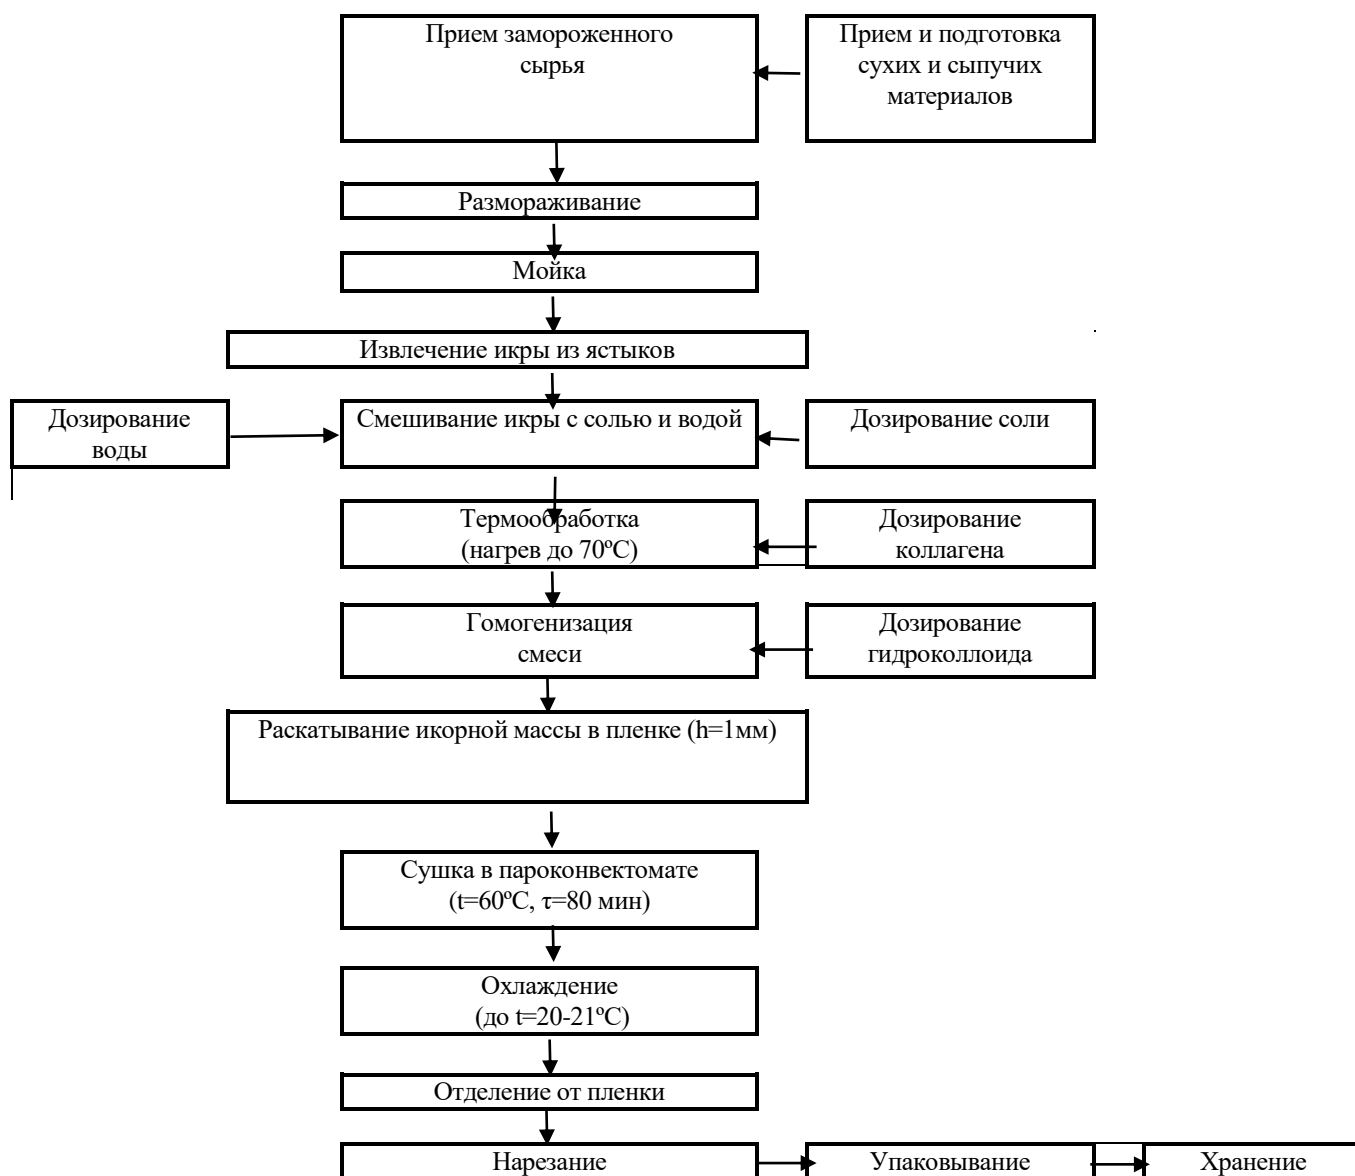 Прием замороженного
сырья
Прием и подготовка
сухих и сыпучих
материалов
Размораживание
Мойка
Извлечение икры из ястыков
Дозирование
воды
Смешивание икры с солью и водой
Дозирование соли
Термообработка
(нагрев до 70ºС)
Дозирование
коллагена
Гомогенизация
смеси
Дозирование
гидроколлоида
Раскатывание икорной массы в пленке (h=1мм)
Сушка в пароконвектомате
(t=60ºС, τ=80 мин)
Охлаждение
(до t=20-21ºС)
Отделение от пленки
Нарезание
Упаковывание
Хранение